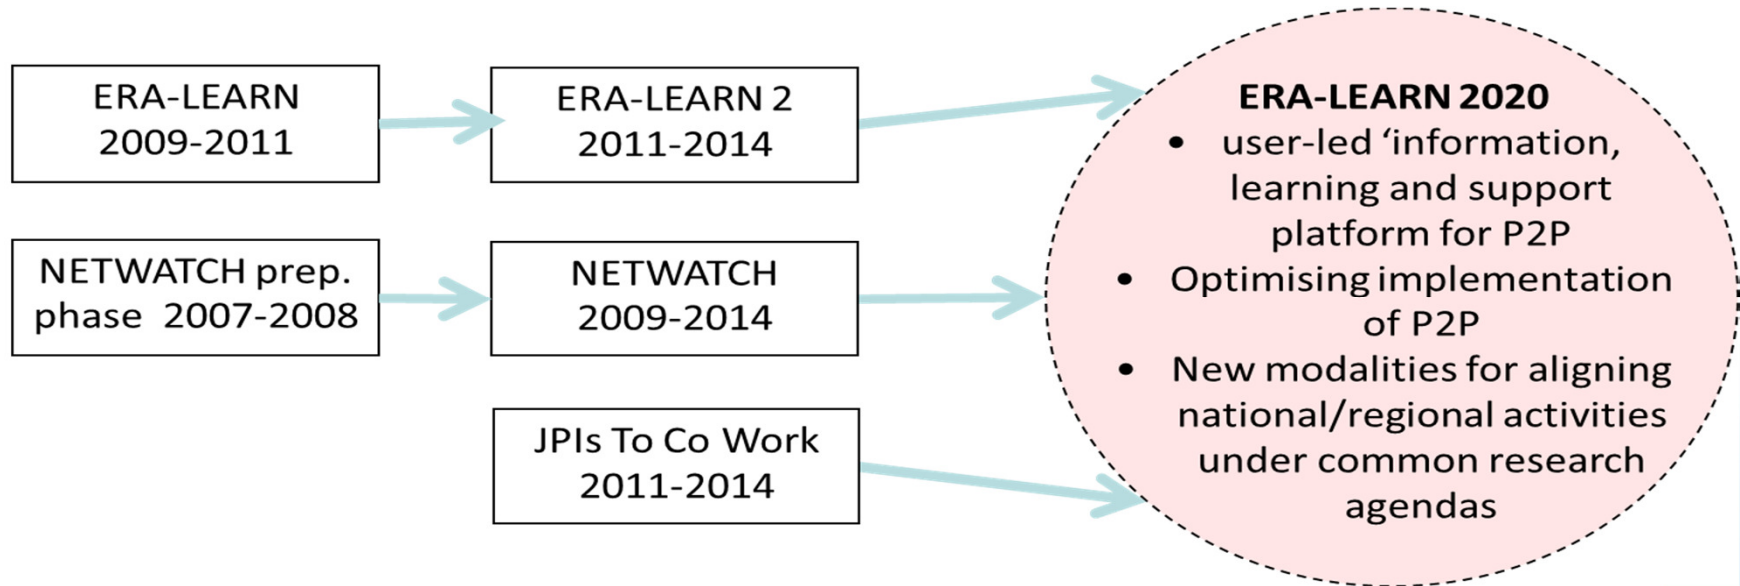 ERA-LEARN
2009-2011
ERA-LEARN 2
2011-2014
NETWATCH prep.
phase 2007-2008
NETWATCH
2009-2014
JPIs To Co Work
2011-2014
ERA-LEARN 2020
• user-led ‘information,
learning and support
platform for P2P
• Optimising implementation
of P2P
• New modalities for aligning
national/regional activities
under common research
agendas